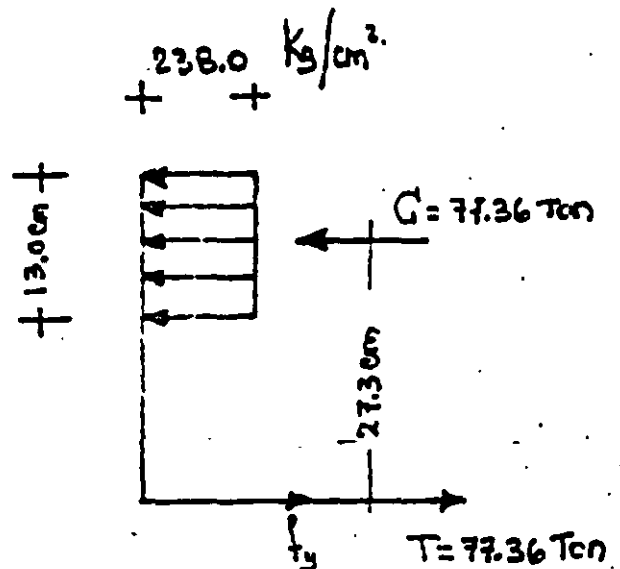 238.0 Kg/cm².
13.0 cm
C = 77.36 Ton
27.3 cm
fy
T = 77.36 Ton